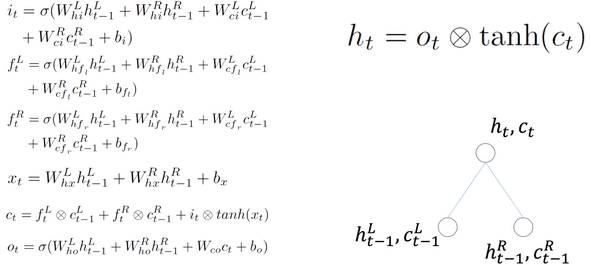 i_t = σ(W^L_{hi} h^L_{t−1} + W^R_{hi} h^R_{t−1} + W^L_{ci} c^L_{t−1}
+ W^R_{ci} c^R_{t−1} + b_i)
f^L_t = σ(W^L_{hf_l} h^L_{t−1} + W^R_{hf_l} h^R_{t−1} + W^L_{cf_l} c^L_{t−1}
+ W^R_{cf_l} c^R_{t−1} + b_{f_l})
f^R_t = σ(W^L_{hf_r} h^L_{t−1} + W^R_{hf_r} h^R_{t−1} + W^L_{cf_r} c^L_{t−1}
+ W^R_{cf_r} c^R_{t−1} + b_{f_r})
x_t = W^L_{hx} h^L_{t−1} + W^R_{hx} h^R_{t−1} + b_x
c_t = f^L_t ⊗ c^L_{t−1} + f^R_t ⊗ c^R_{t−1} + i_t ⊗ tanh(x_t)
o_t = σ(W^L_{ho} h^L_{t−1} + W^R_{ho} h^R_{t−1} + W_{co} c_t + b_o)
h_t = o_t ⊗ tanh(c_t)
h_t, c_t
h^L_{t−1}, c^L_{t−1}
h^R_{t−1}, c^R_{t−1}